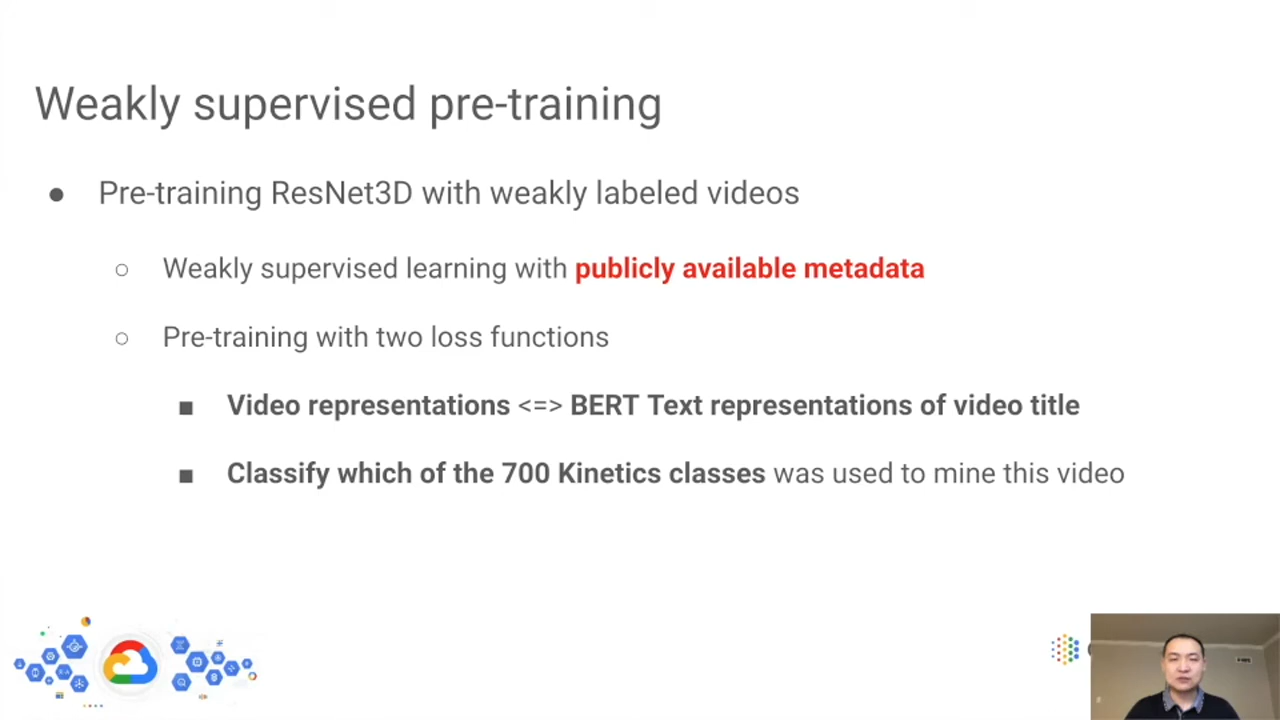 Weakly supervised pre-training
● Pre-training ResNet3D with weakly labeled videos
○ Weakly supervised learning with publicly available metadata
○ Pre-training with two loss functions
■ Video representations <=> BERT Text representations of video title
■ Classify which of the 700 Kinetics classes was used to mine this video